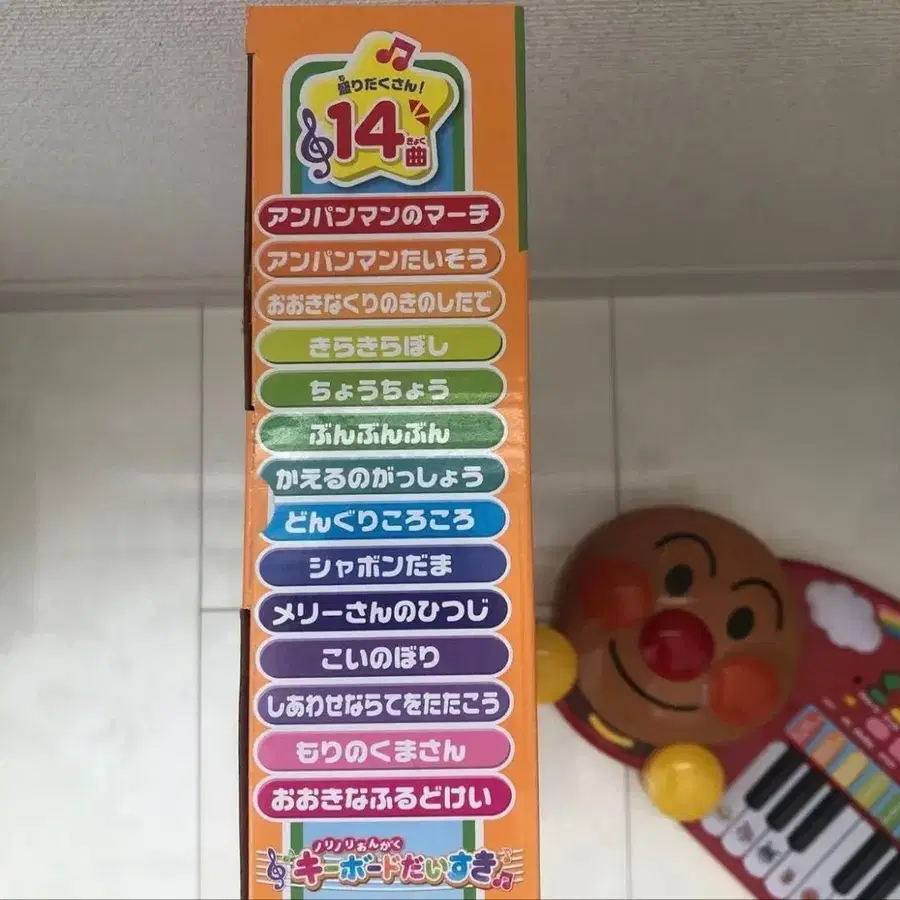 盛りだくさん!
14曲
アンパンマンのマーチ
アンパンマンたいそう
おおきなくりのきのしたで
きらきらぼし
ちょうちょう
ぶんぶんぶん
かえるのがっしょう
どんぐりころころ
シャボンだま
メリーさんのひつじ
こいのぼり
しあわせならてをたたこう
もりのくまさん
おおきなふるどけい
ノリノリおんがく
キーボードだいすき